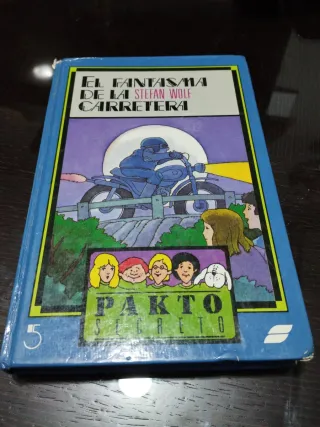 EL FANTASMA
DE LA STEFAN WOLF
CARRETERA
PAKTO
SECRETO
5